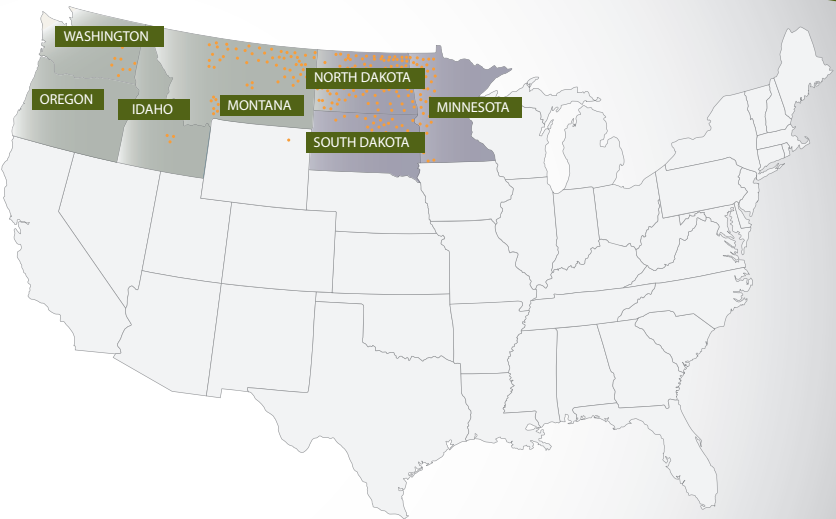 WASHINGTON
OREGON
IDAHO
MONTANA
NORTH DAKOTA
MINNESOTA
SOUTH DAKOTA